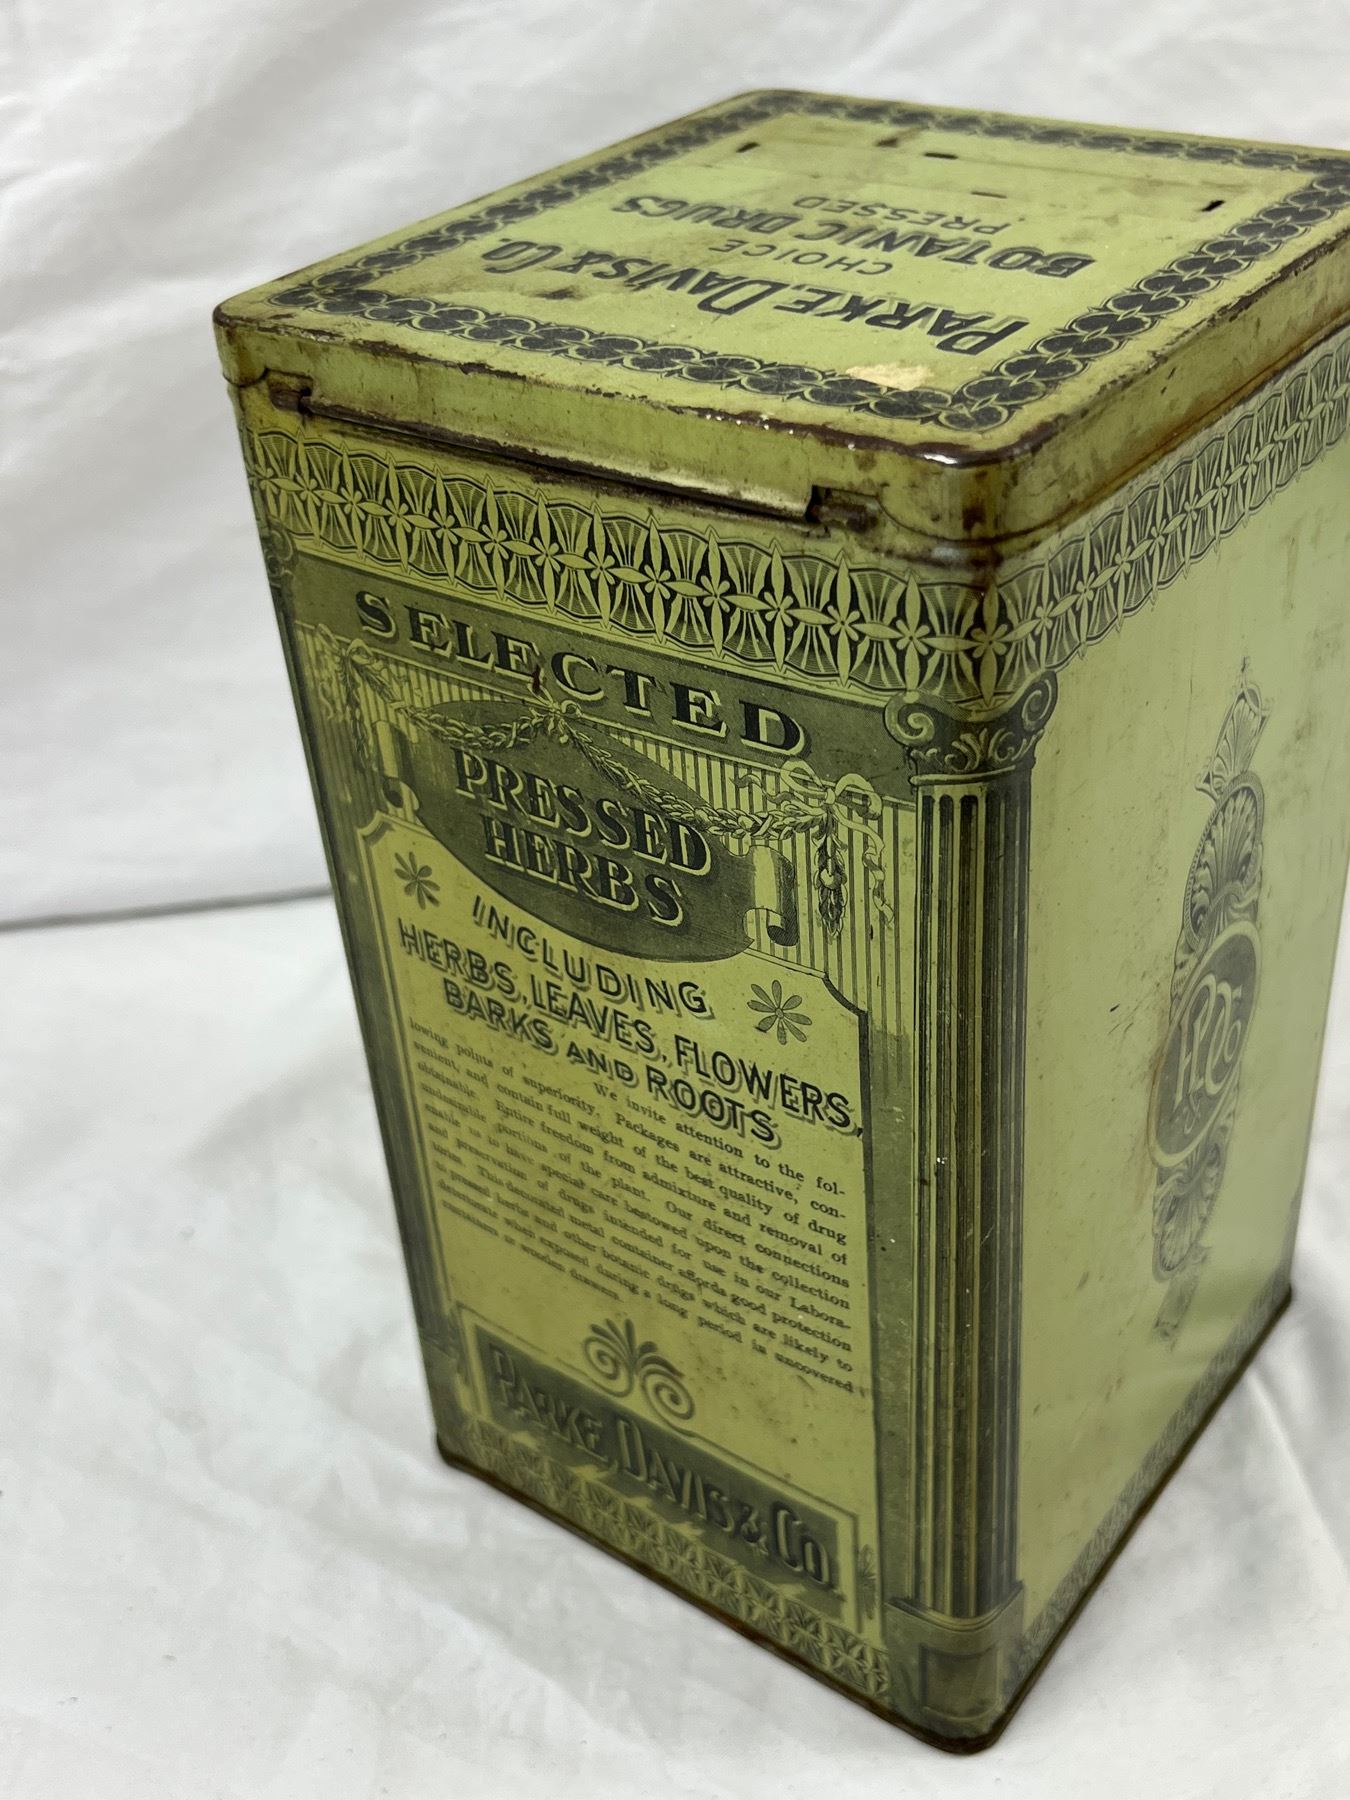 PARKE, DAVIS & CO.
CHOICE
BOTANIC DRUGS
PRESSED
SELECTED
PRESSED
HERBS
INCLUDING
HERBS, LEAVES, FLOWERS,
BARKS, AND ROOTS
We invite attention to the fol-
lowing points of superiority. Packages are attractive, con-
venient, and contain full weight of the best quality of drug
obtainable. Entire freedom from admixture and removal of
undesirable portions of the plant. Our direct connections
enable us to have special care bestowed upon the collection
and preservation of drugs intended for use in our Labora-
tories. This decorated metal container affords good protection
to pressed herbs and other botanic drugs which are likely to
deteriorate when exposed during a long period in uncovered
containers or wooden drawers.
PARKE, DAVIS & CO.
P.D. & CO.